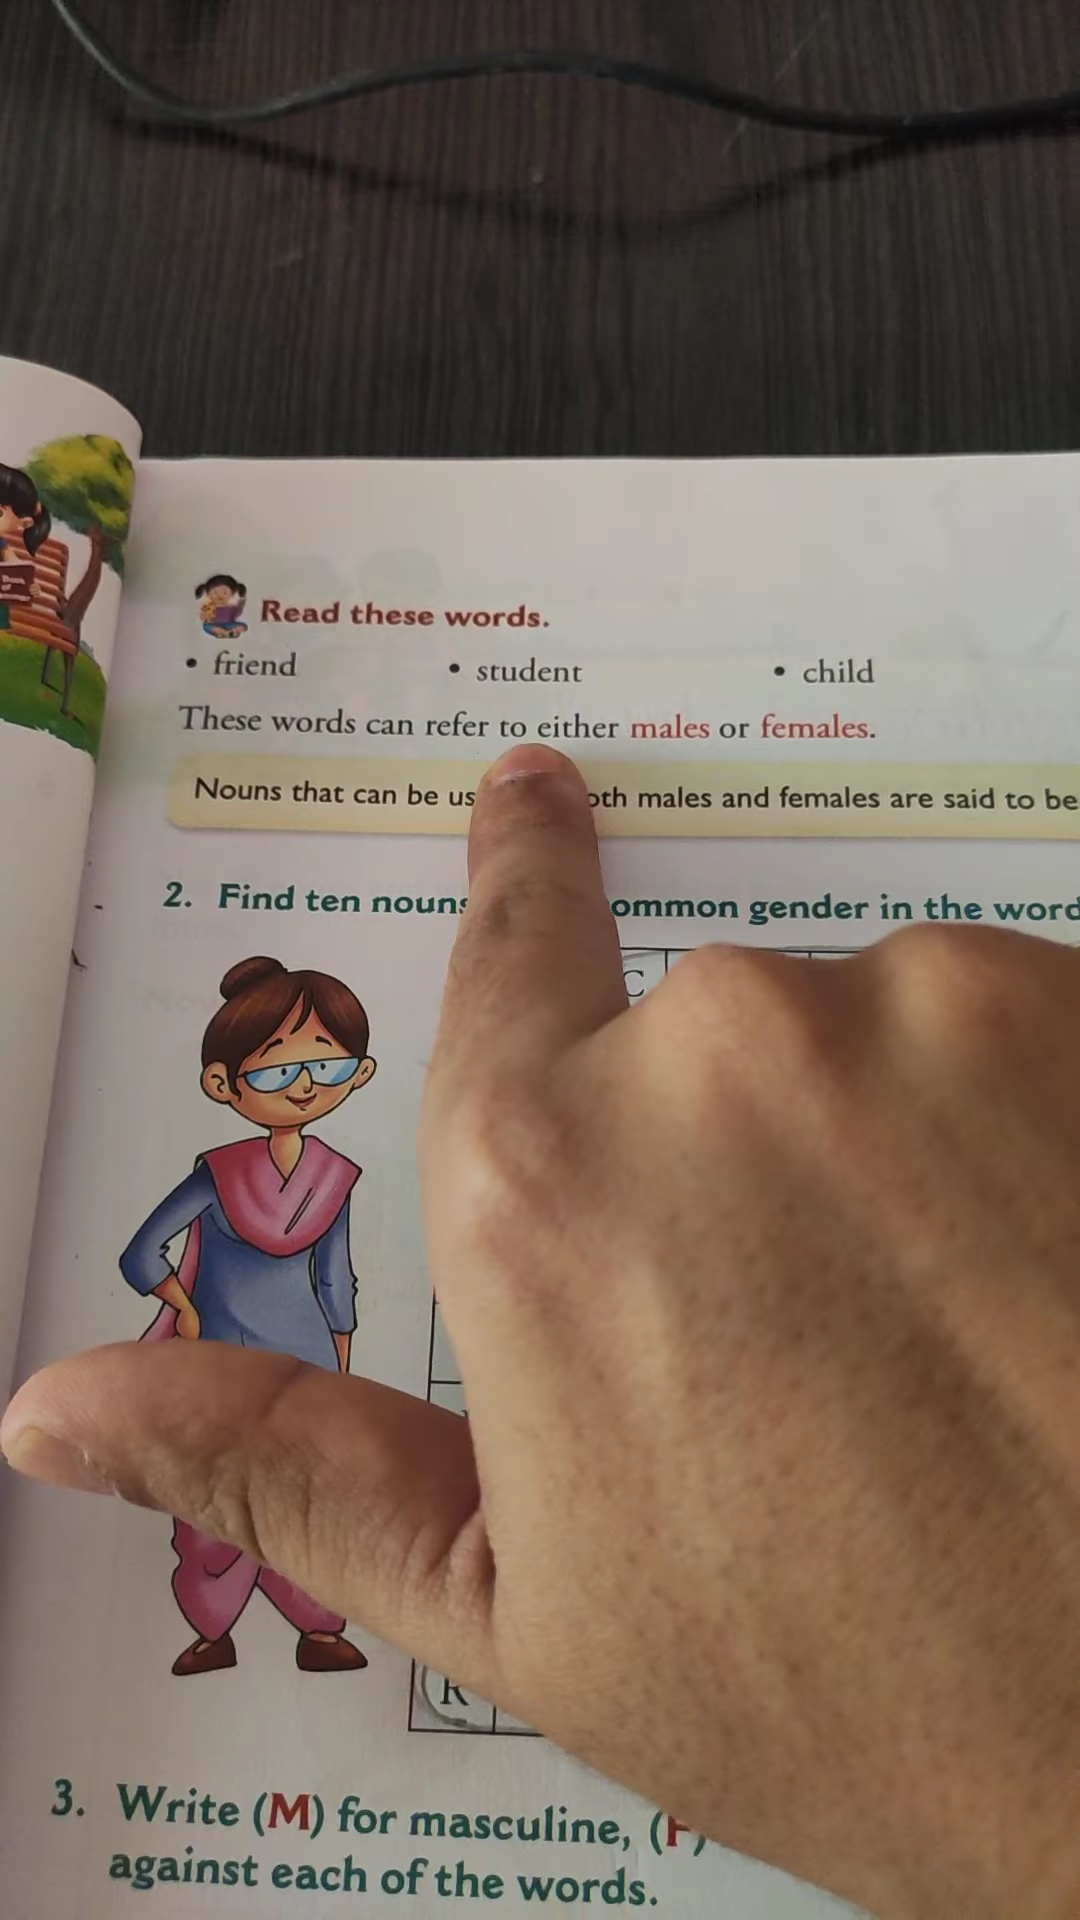 Read these words.
• friend • student • child
These words can refer to either males or females.
Nouns that can be us oth males and females are said to be
2. Find ten nouns ommon gender in the word
C
R
3. Write (M) for masculine, (F)
against each of the words.